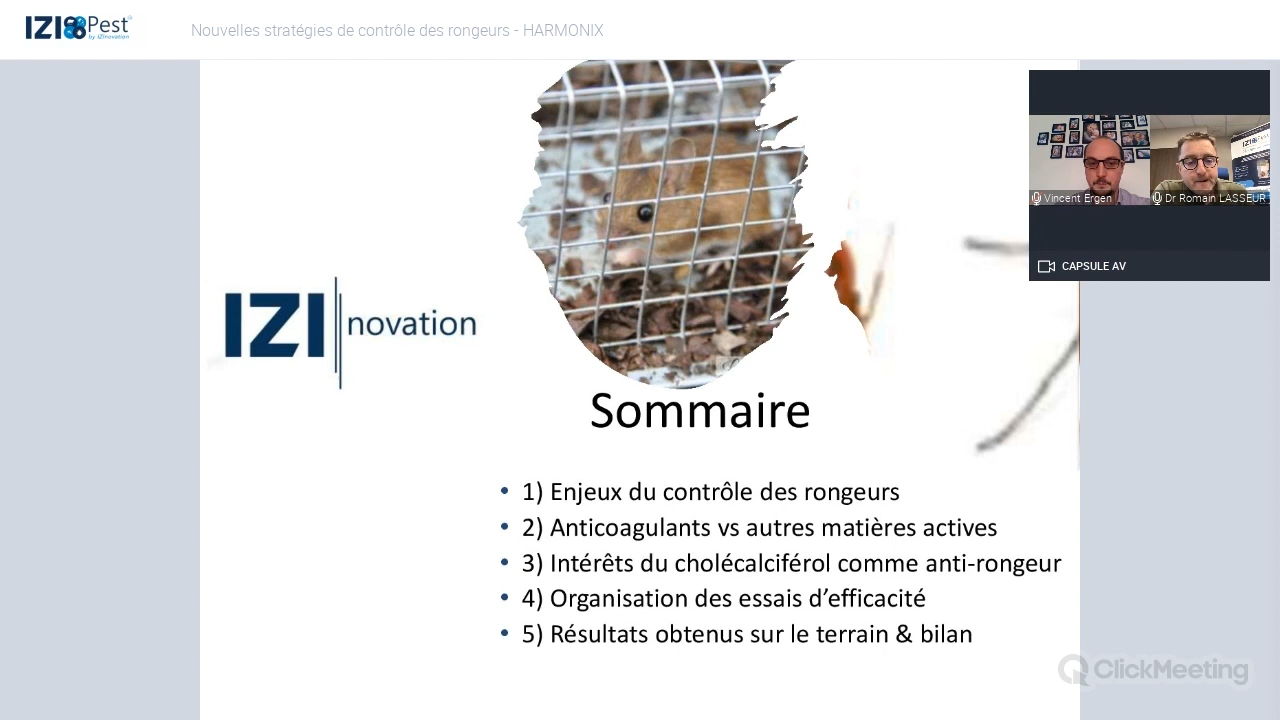 IZI Pest
by IZInovation
Nouvelles stratégies de contrôle des rongeurs - HARMONIX
Vincent Ergen
Dr Romain LASSEUR
CAPSULE AV
IZI novation
Sommaire
• 1) Enjeux du contrôle des rongeurs
• 2) Anticoagulants vs autres matières actives
• 3) Intérêts du cholécalciférol comme anti-rongeur
• 4) Organisation des essais d’efficacité
• 5) Résultats obtenus sur le terrain & bilan
ClickMeeting